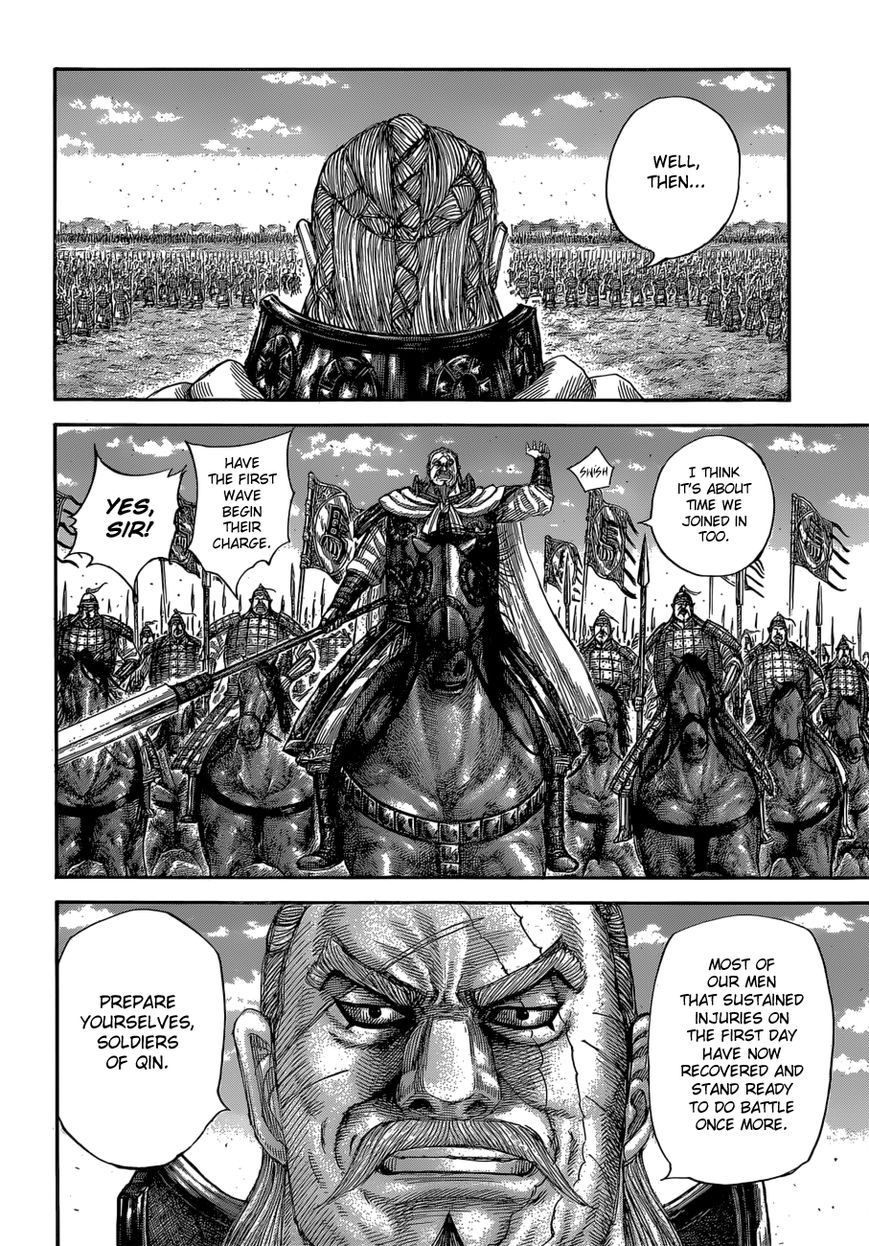 WELL,
THEN...
I THINK
IT'S ABOUT
TIME WE
JOINED IN
TOO.
SWISH
HAVE
THE FIRST
WAVE
BEGIN
THEIR
CHARGE.
YES,
SIR!
MOST OF
OUR MEN
THAT SUSTAINED
INJURIES ON
THE FIRST DAY
HAVE NOW
RECOVERED AND
STAND READY
TO DO BATTLE
ONCE MORE.
PREPARE
YOURSELVES,
SOLDIERS
OF QIN.